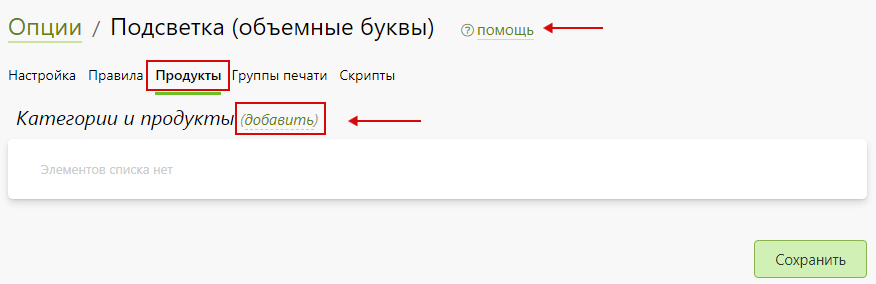 Опции / Подсветка (объемные буквы) ? помощь
Настройка Правила Продукты Группы печати Скрипты
Категории и продукты (добавить)
Элементов списка нет
Сохранить